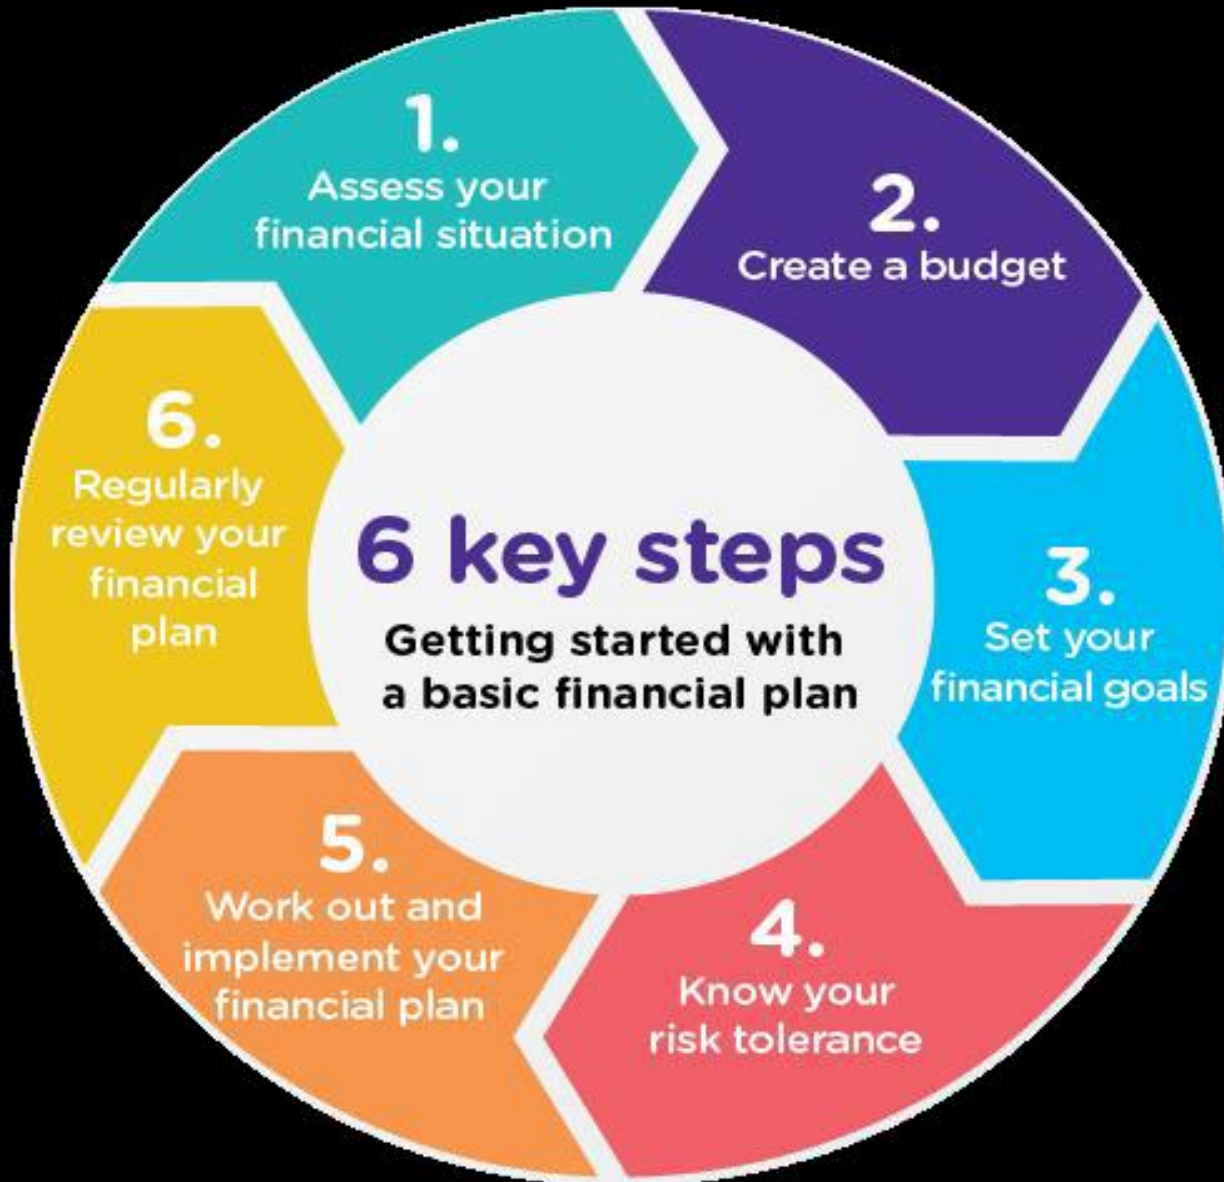 6 key steps
Getting started with
a basic financial plan
1.
Assess your
financial situation
2.
Create a budget
3.
Set your
financial goals
4.
Know your
risk tolerance
5.
Work out and
implement your
financial plan
6.
Regularly
review your
financial
plan